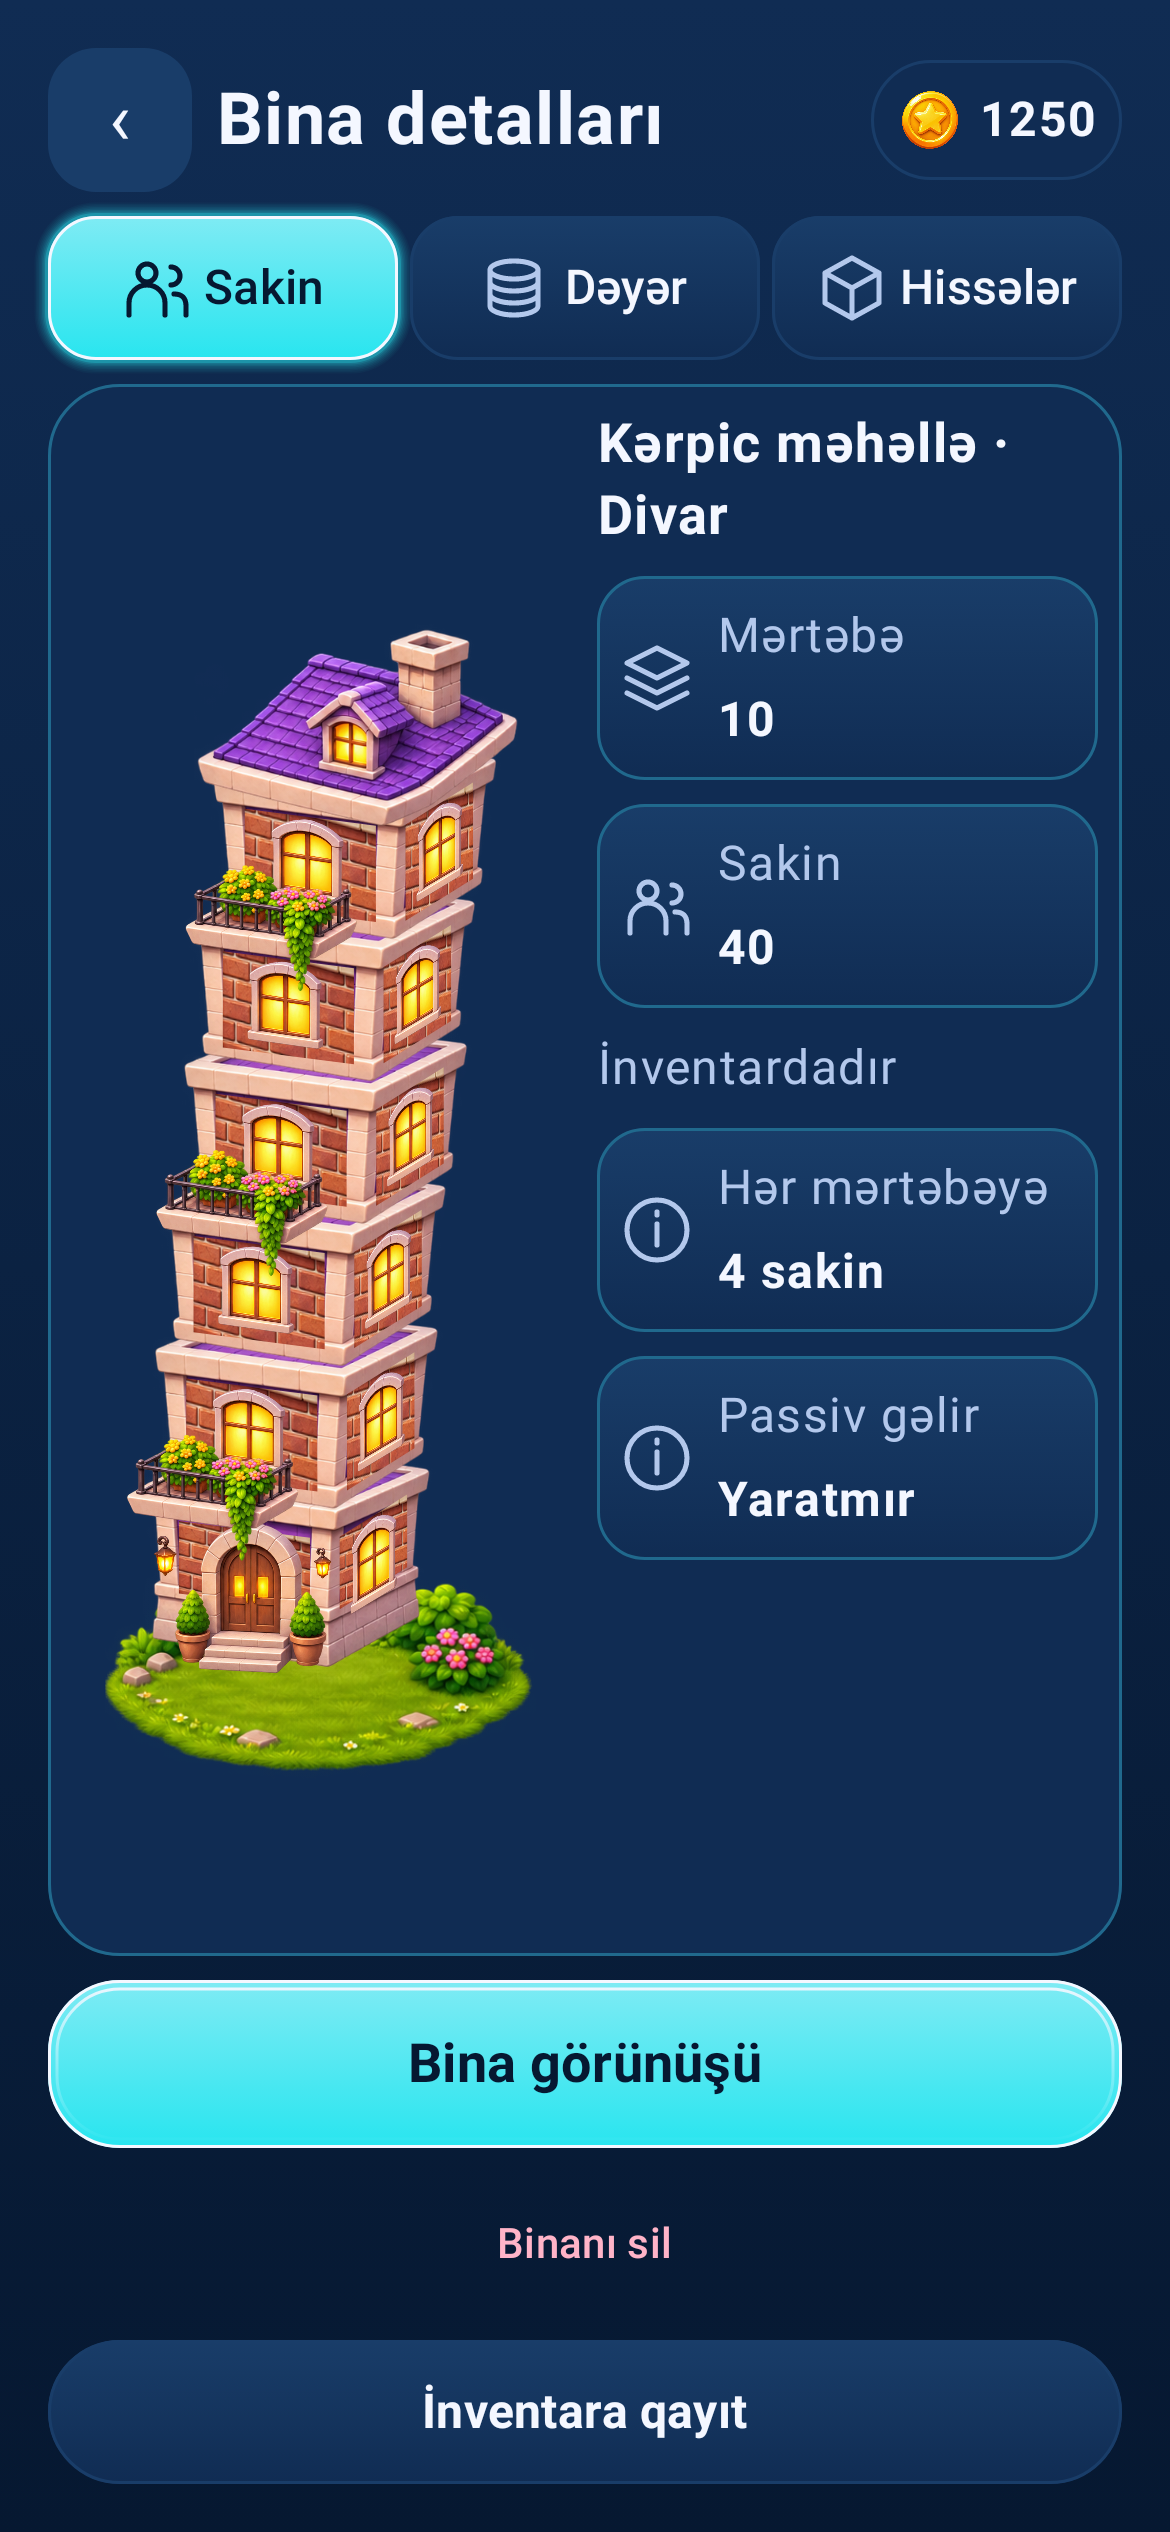 ‹
Bina detalları
1250
Sakin
Dəyər
Hissələr
Kərpic məhəllə ·
Divar
Mərtəbə
10
Sakin
40
İnventardadır
Hər mərtəbəyə
4 sakin
Passiv gəlir
Yaratmır
Bina görünüşü
Binanı sil
İnventara qayıt